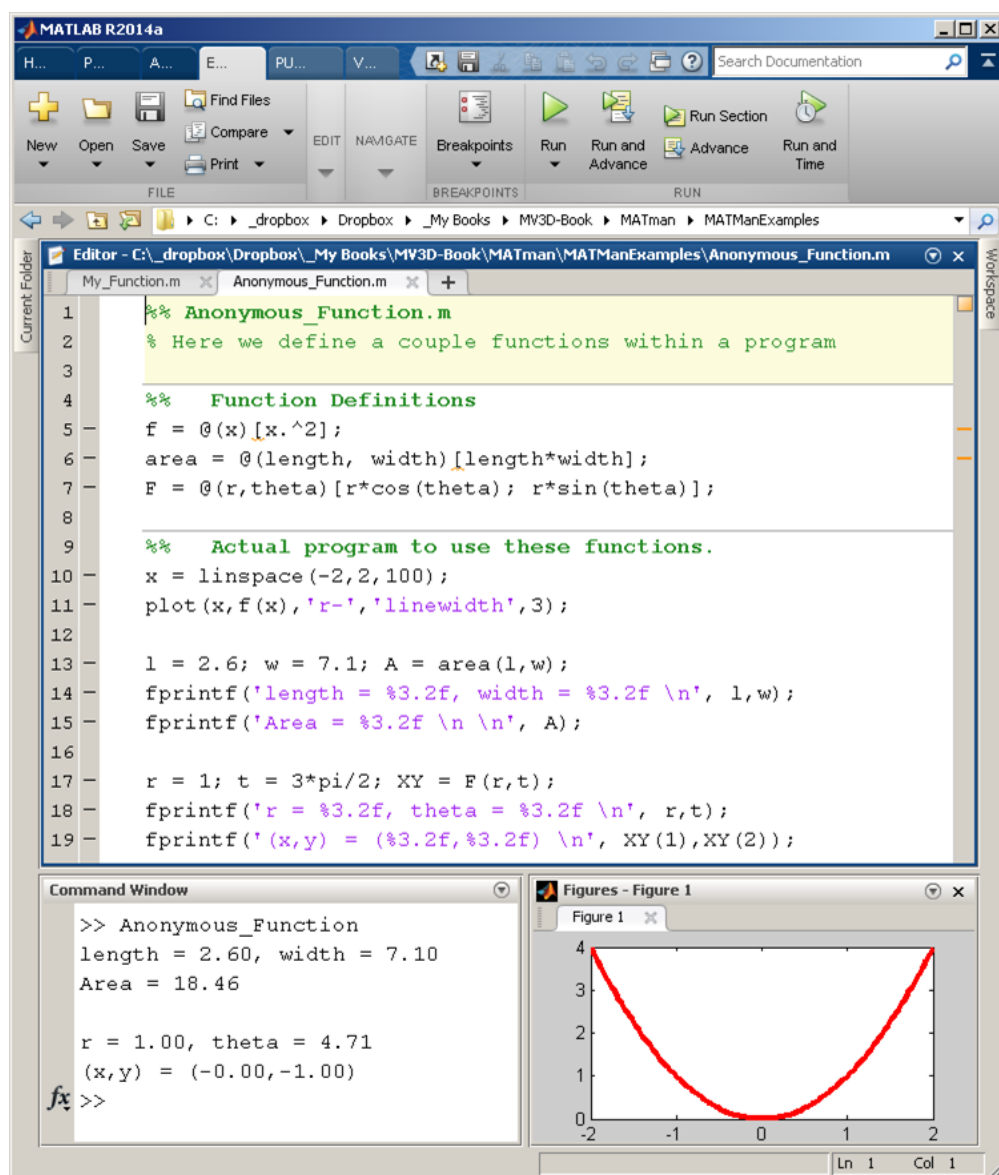 MATLAB R2014a
H... P... A... E... PU... V... Search Documentation
New Open Save Find Files Compare Print EDIT NAVIGATE Breakpoints Run Run and Advance Run Section Advance Run and Time
FILE BREAKPOINTS RUN
C: _dropbox Dropbox _My Books MV3D-Book MATman MATManExamples
Current Folder
Workspace
Editor - C:\_dropbox\Dropbox\_My Books\MV3D-Book\MATman\MATManExamples\Anonymous_Function.m
My_Function.m Anonymous_Function.m +
1 %% Anonymous_Function.m
2 % Here we define a couple functions within a program
3
4 %% Function Definitions
5 - f = @(x)[x.^2];
6 - area = @(length, width)[length*width];
7 - F = @(r,theta)[r*cos(theta); r*sin(theta)];
8
9 %% Actual program to use these functions.
10 - x = linspace(-2,2,100);
11 - plot(x,f(x),'r-','linewidth',3);
12
13 - l = 2.6; w = 7.1; A = area(l,w);
14 - fprintf('length = %3.2f, width = %3.2f \n', l,w);
15 - fprintf('Area = %3.2f \n \n', A);
16
17 - r = 1; t = 3*pi/2; XY = F(r,t);
18 - fprintf('r = %3.2f, theta = %3.2f \n', r,t);
19 - fprintf('(x,y) = (%3.2f,%3.2f) \n', XY(1),XY(2));
Command Window
>> Anonymous_Function
length = 2.60, width = 7.10
Area = 18.46
r = 1.00, theta = 4.71
(x,y) = (-0.00,-1.00)
fx >>
Figures - Figure 1
Figure 1
4
3
2
1
0
-2 -1 0 1 2
Ln 1 Col 1